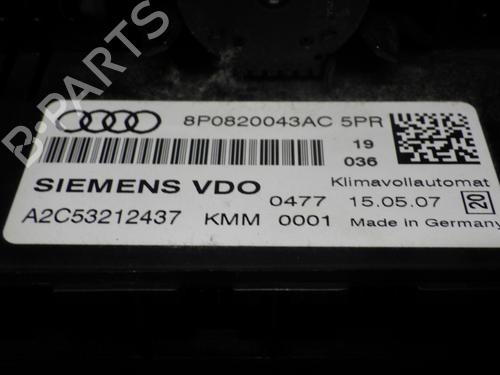 8P0820043AC 5PR
19
036
SIEMENS VDO
Klimavollautomat
0477 15.05.07 20
A2C53212437 KMM 0001 Made in Germany
B-PARTS